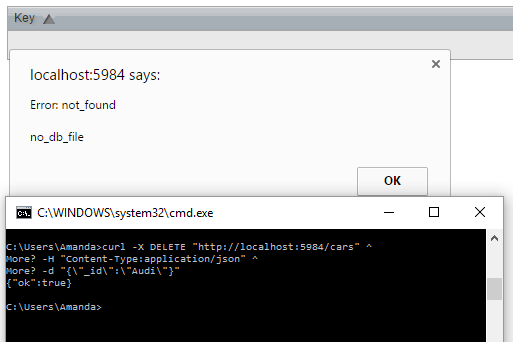 Key
localhost:5984 says:
Error: not_found
no_db_file
OK
C:\WINDOWS\system32\cmd.exe
C:\Users\Amanda>curl -X DELETE "http://localhost:5984/cars" ^
More? -H "Content-Type:application/json" ^
More? -d "{\"_id\":\"Audi\"}"
{"ok":true}
C:\Users\Amanda>